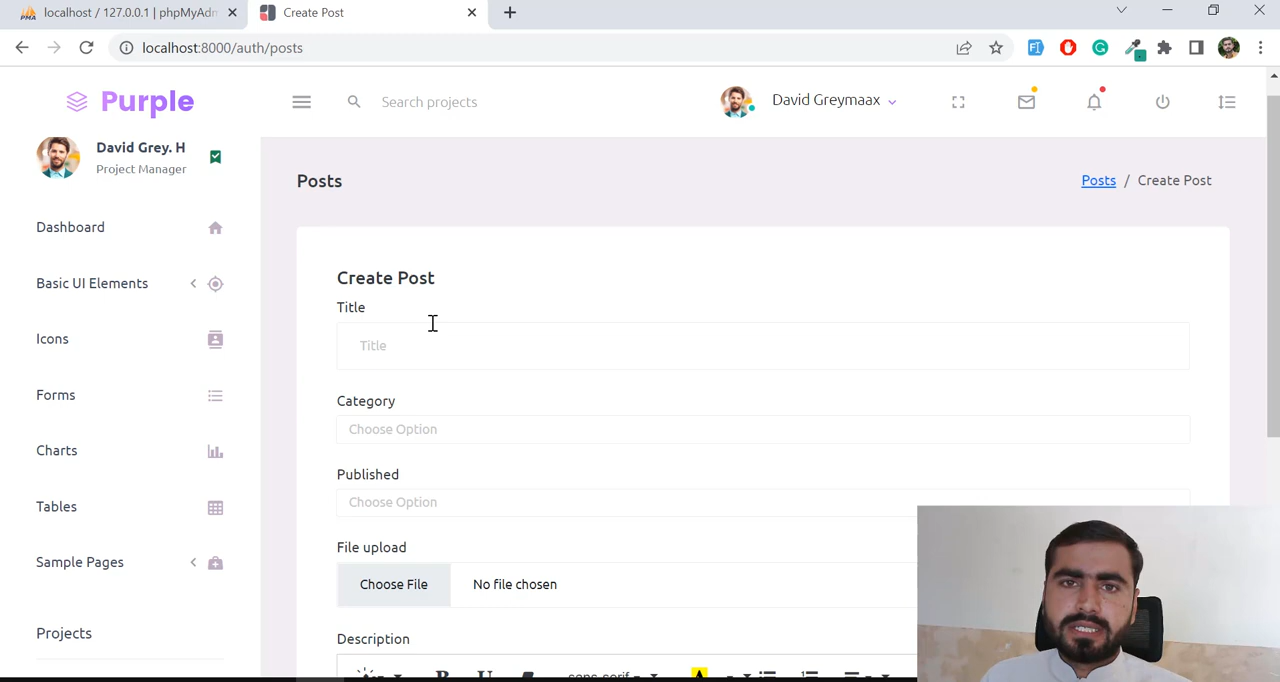 localhost / 127.0.0.1 | phpMyAdm
Create Post
localhost:8000/auth/posts
Purple
Search projects
David Greymaax
David Grey. H
Project Manager
Dashboard
Basic UI Elements
Icons
Forms
Charts
Tables
Sample Pages
Projects
Posts
Posts / Create Post
Create Post
Title
Title
Category
Choose Option
Published
Choose Option
File upload
Choose File No file chosen
Description
sans-serif